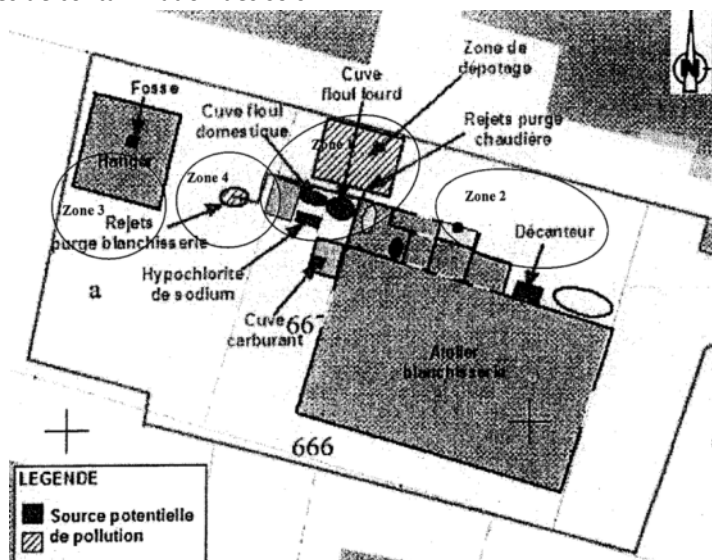 Zone de
dépotage
Cuve
fioul lourd
Fosse
Cuve fioul
domestique
Rejets purge
chaudière
N
Hangar
Zone 4
Zone 2
Zone 3
Rejets
purge blanchisserie
Décanteur
Hypochlorite
de sodium
a
Cuve
carburant
667
Atelier
blanchisserie
666
LEGENDE
Source potentielle
de pollution